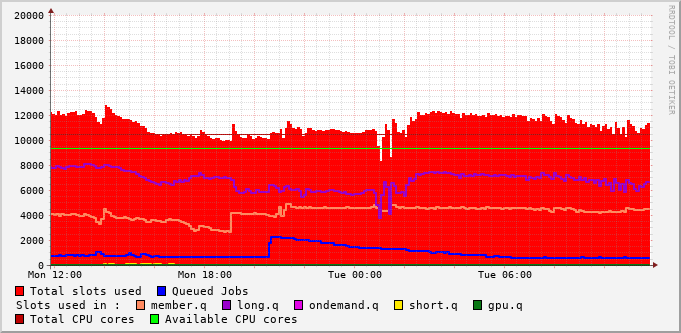 20000
18000
16000
14000
12000
10000
8000
6000
4000
2000
0
Mon 12:00 Mon 18:00 Tue 00:00 Tue 06:00
Total slots used Queued Jobs
Slots used in : member.q long.q ondemand.q short.q gpu.q
Total CPU cores Available CPU cores
RRDTOOL / TOBI OETIKER